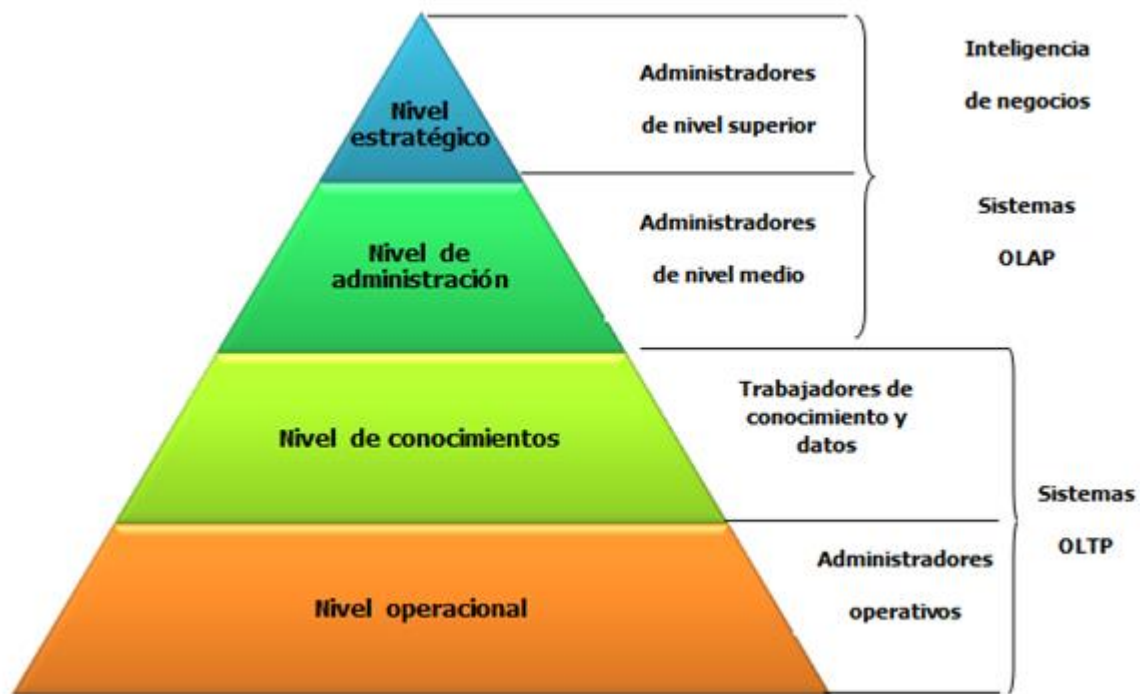 Nivel
estratégico
Administradores
de nivel superior
Inteligencia
de negocios
Nivel de
administración
Administradores
de nivel medio
Sistemas
OLAP
Nivel de conocimientos
Trabajadores de
conocimiento y
datos
Sistemas
OLTP
Nivel operacional
Administradores
operativos